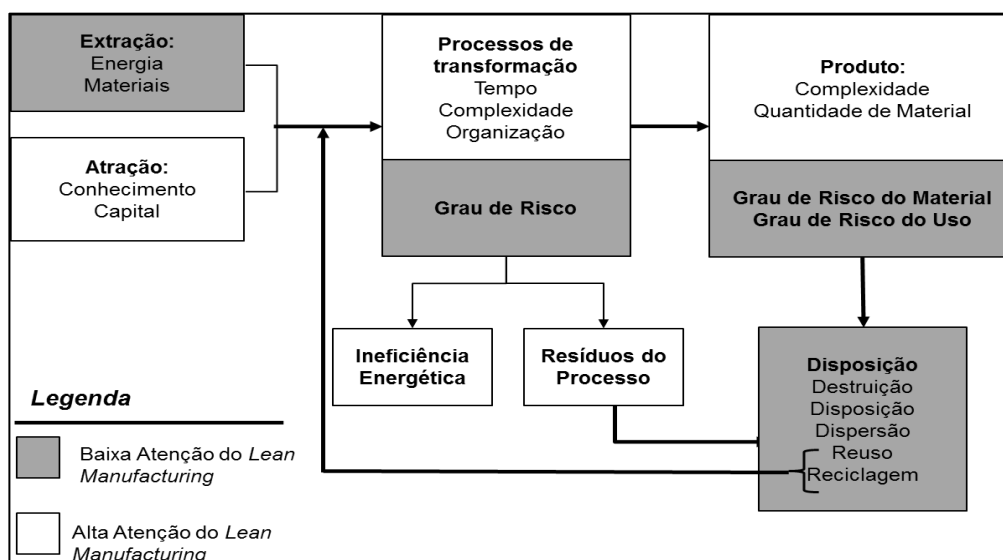 Extração:
Energia
Materiais
Atração:
Conhecimento
Capital
Processos de
transformação
Tempo
Complexidade
Organização
Grau de Risco
Produto:
Complexidade
Quantidade de Material
Grau de Risco do Material
Grau de Risco do Uso
Ineficiência
Energética
Resíduos do
Processo
Disposição
Destruição
Disposição
Dispersão
Reuso
Reciclagem
Legenda
Baixa Atenção do Lean
Manufacturing
Alta Atenção do Lean
Manufacturing